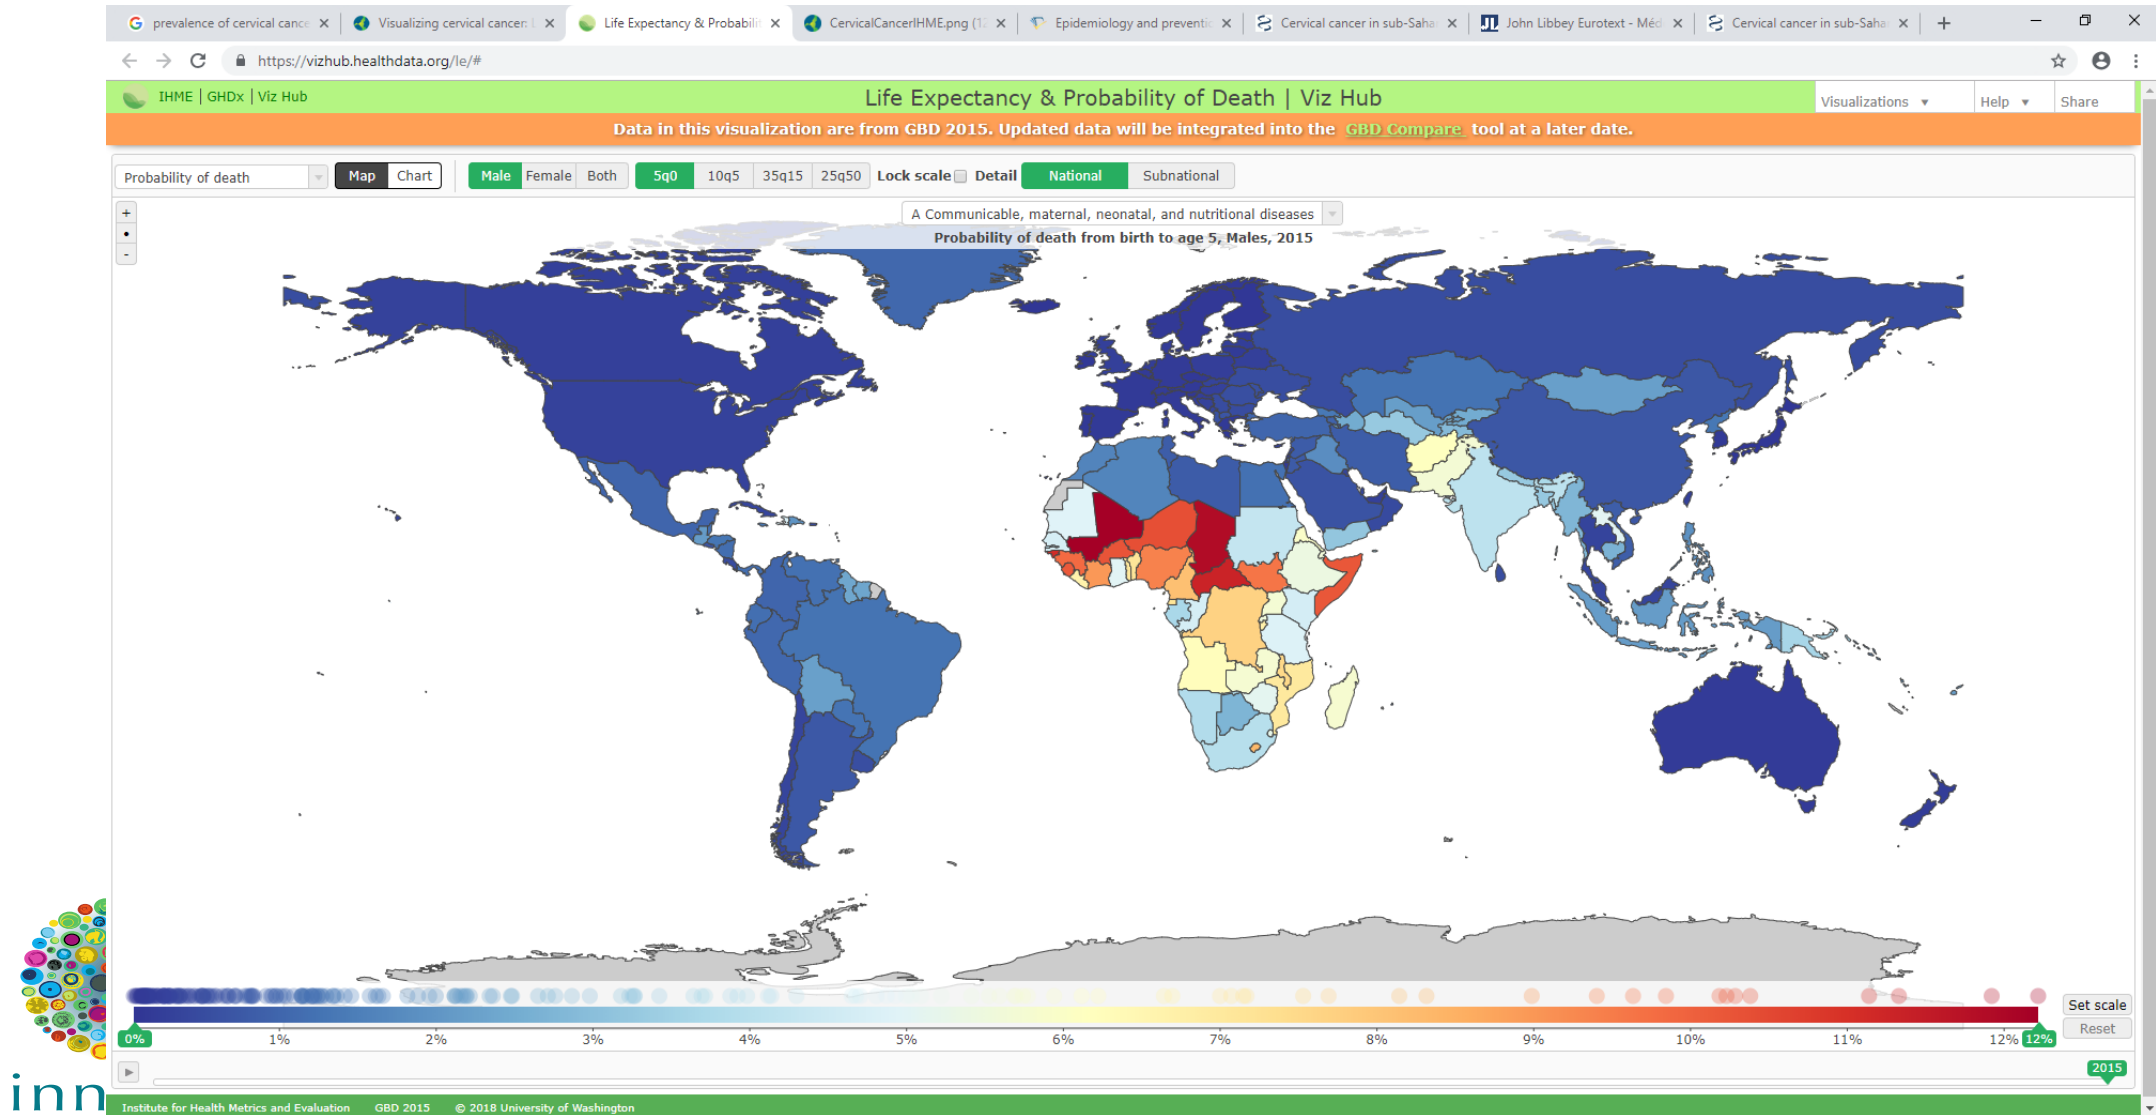 prevalence of cervical cance
Visualizing cervical cancer:
Life Expectancy & Probabilit
CervicalCancerIHME.png (12
Epidemiology and preventio
Cervical cancer in sub-Saha
John Libbey Eurotext - Méd
Cervical cancer in sub-Saha
https://vizhub.healthdata.org/le/#
IHME | GHDx | Viz Hub
Life Expectancy & Probability of Death | Viz Hub
Visualizations
Help
Share
Data in this visualization are from GBD 2015. Updated data will be integrated into the GBD Compare tool at a later date.
Probability of death
Map Chart
Male Female Both
5q0 10q5 35q15 25q50
Lock scale
Detail
National Subnational
+
-
A Communicable, maternal, neonatal, and nutritional diseases
Probability of death from birth to age 5, Males, 2015
Set scale
Reset
0% 1% 2% 3% 4% 5% 6% 7% 8% 9% 10% 11% 12% 12%
2015
inn
Institute for Health Metrics and Evaluation GBD 2015 © 2018 University of Washington